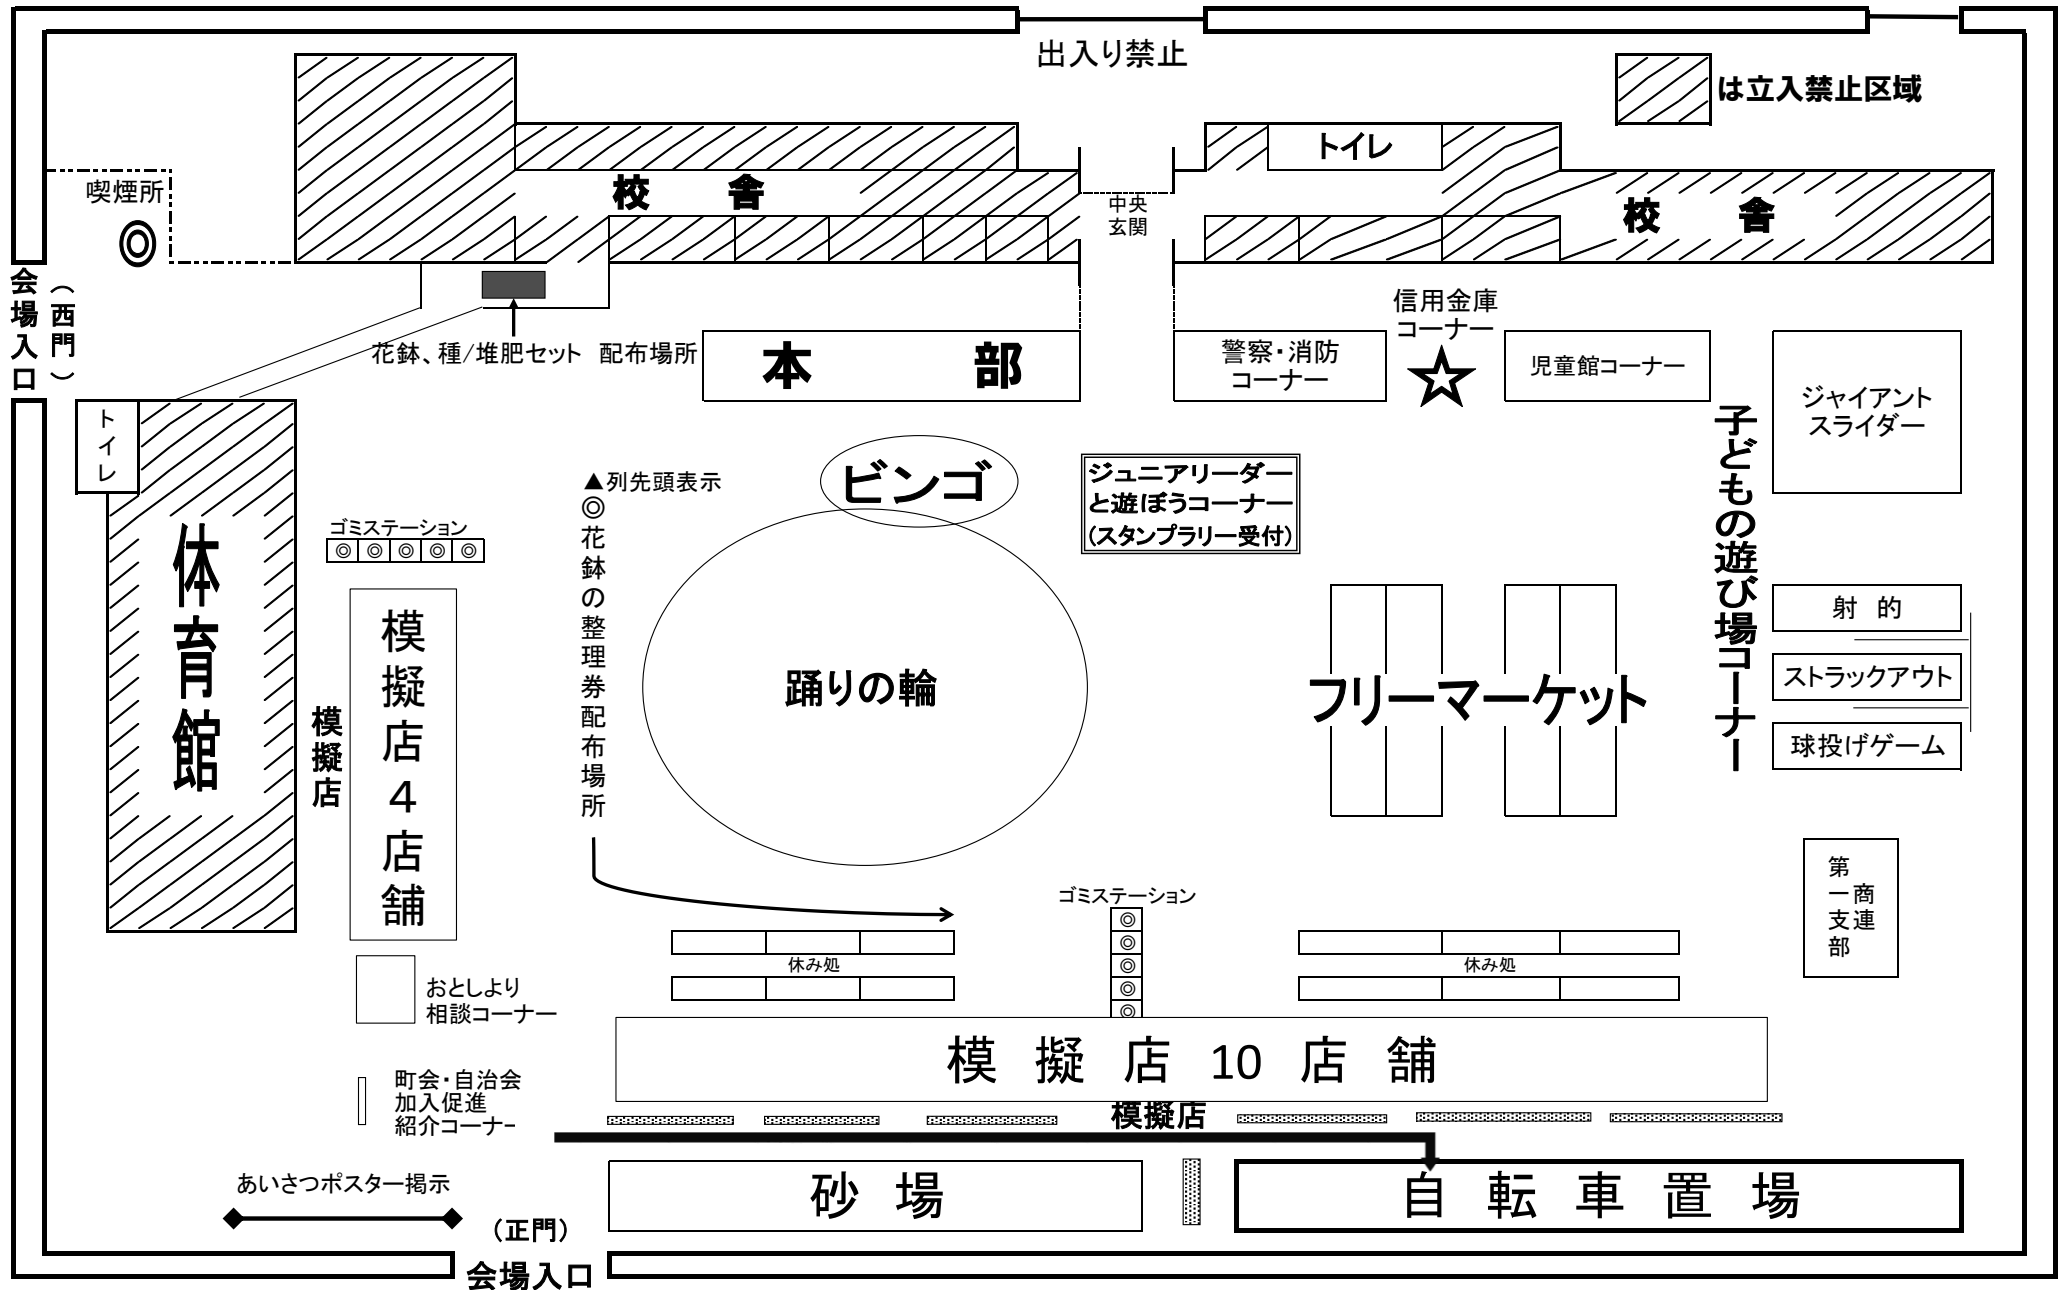 出入り禁止
は立入禁止区域
トイレ
校 舎
中央
玄関
校 舎
喫煙所
◎
会場入口
（西門）
花鉢、種/堆肥セット 配布場所
本 部
警察・消防
コーナー
信用金庫
コーナー
☆
児童館コーナー
ジャイアント
スライダー
子どもの遊び場コーナー
トイレ
体育館
ゴミステーション
◎◎◎◎◎
▲列先頭表示
◎花鉢の整理券配布場所
ビンゴ
ジュニアリーダー
と遊ぼうコーナー
(スタンプラリー受付)
踊りの輪
フリーマーケット
射 的
ストラックアウト
球投げゲーム
模擬店
模擬店4店舗
第一支部
商連
ゴミステーション
◎
◎
◎
◎
◎
休み処
休み処
おとしより
相談コーナー
模 擬 店 10 店 舗
模擬店
町会・自治会
加入促進
紹介コーナー
砂 場
自 転 車 置 場
あいさつポスター掲示
（正門）
会場入口